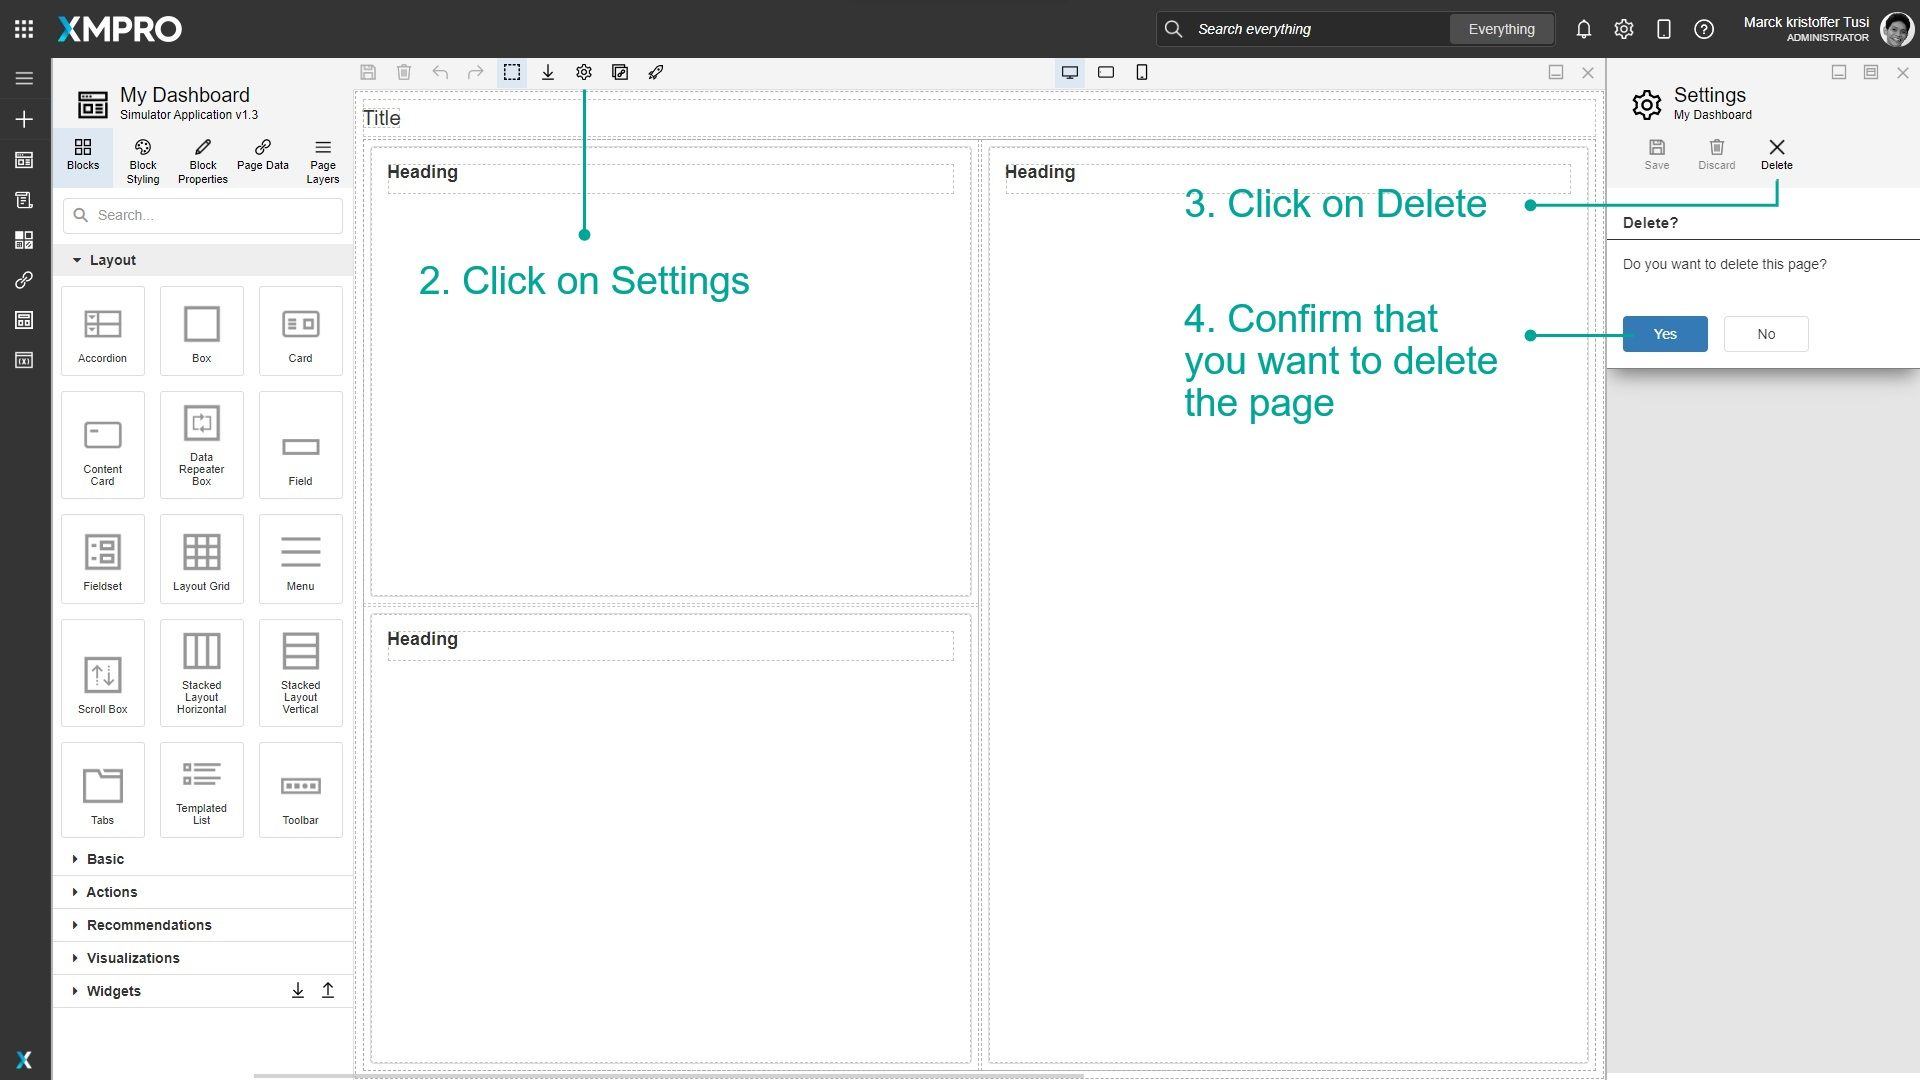 XMPRO
Search everything
Everything
Marck kristoffer Tusi
ADMINISTRATOR
My Dashboard
Simulator Application v1.3
Blocks
Block Styling
Block Properties
Page Data
Page Layers
Search...
Layout
Accordion
Box
Card
Content Card
Data Repeater Box
Field
Fieldset
Layout Grid
Menu
Scroll Box
Stacked Layout Horizontal
Stacked Layout Vertical
Tabs
Templated List
Toolbar
Basic
Actions
Recommendations
Visualizations
Widgets
Title
Heading
2. Click on Settings
Heading
Heading
3. Click on Delete
4. Confirm that
you want to delete
the page
Settings
My Dashboard
Save
Discard
Delete
Delete?
Do you want to delete this page?
Yes
No